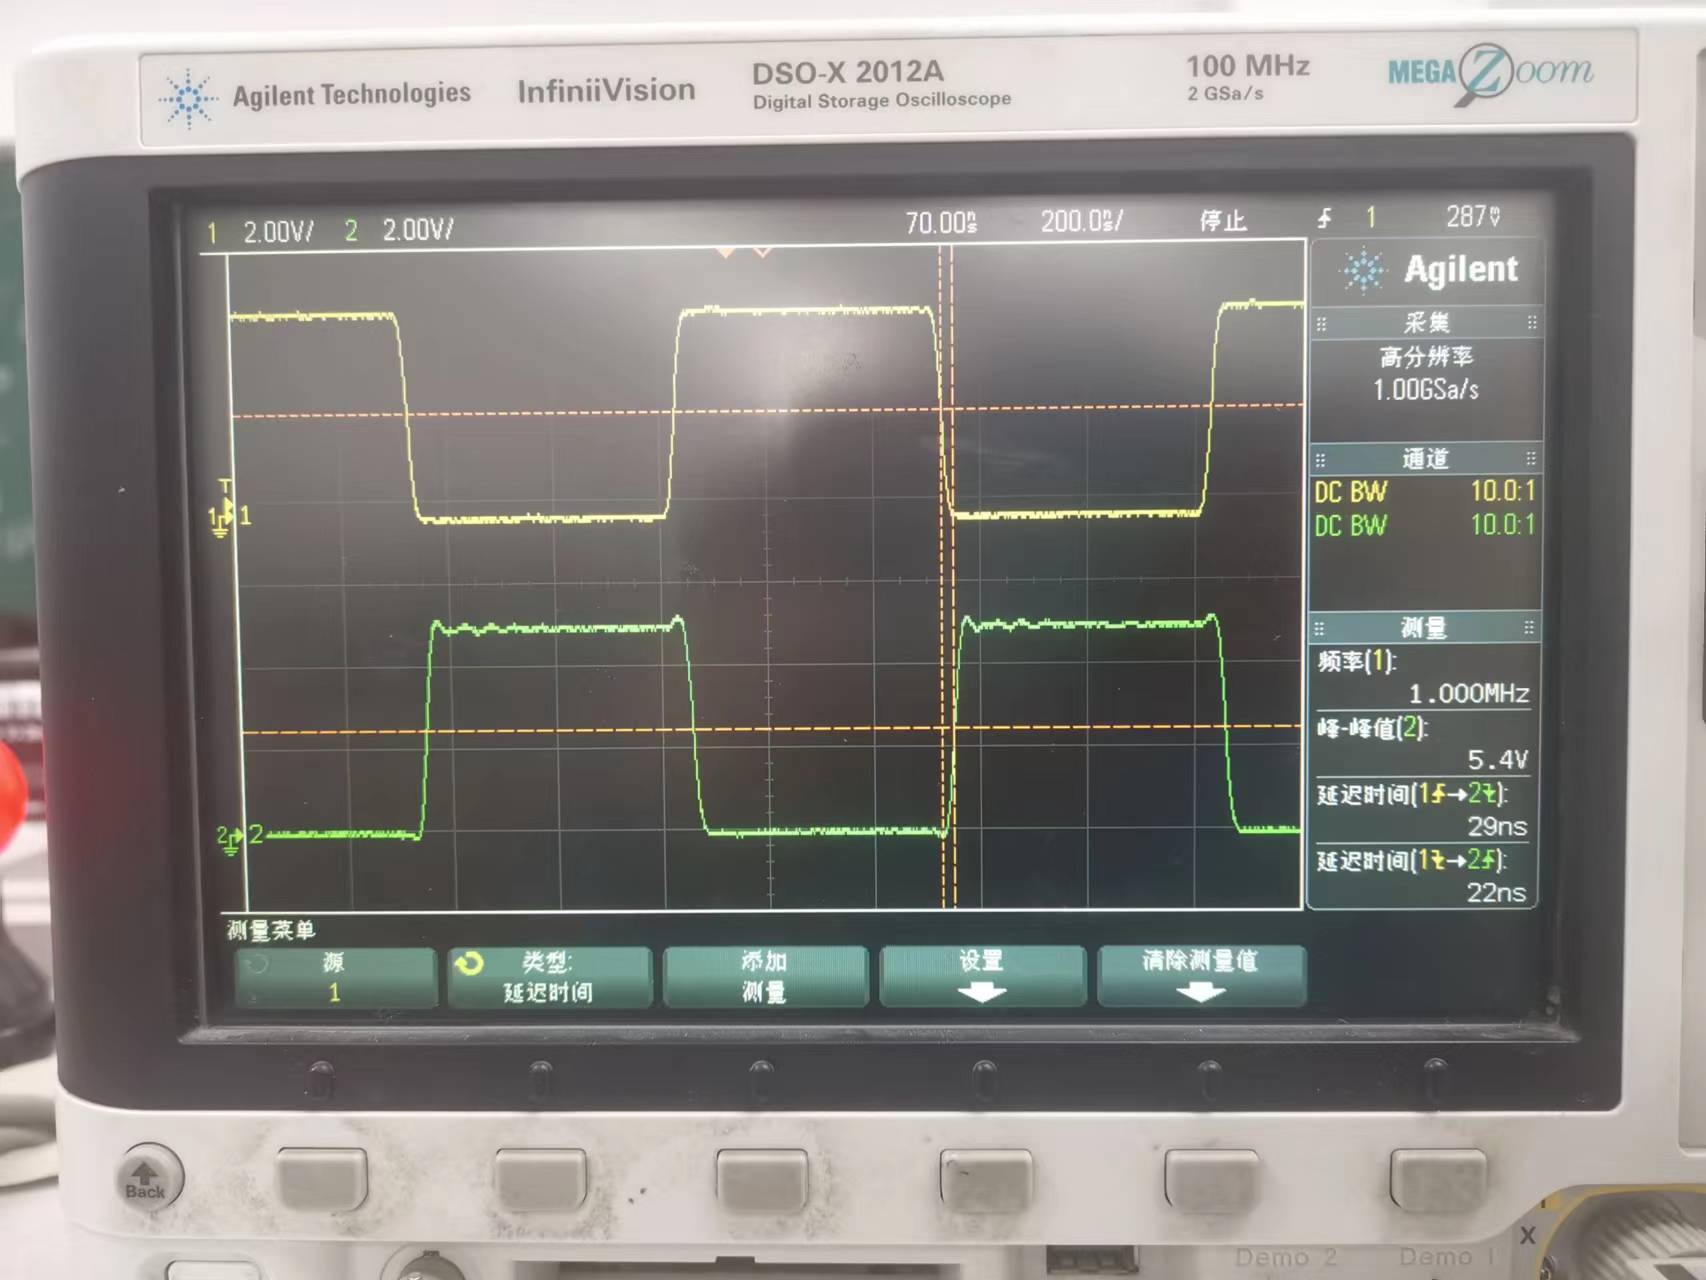 Agilent Technologies InfiniiVision DSO-X 2012A 100 MHz MEGA Zoom
Digital Storage Oscilloscope 2 GSa/s
1 2.00V/ 2 2.00V/ 70.00ns 200.0ns/ 停止 1 287mV
Agilent
采集
高分辨率
1.00GSa/s
通道
DC BW 10.0:1
DC BW 10.0:1
T
1 1
测量
频率(1):
1.000MHz
峰-峰值(2):
5.4V
延迟时间(1→2):
29ns
延迟时间(1→2):
22ns
2 2
测量菜单
源
1
类型:
延迟时间
添加
测量
设置
清除测量值
Back
X
Demo 2 Demo 1